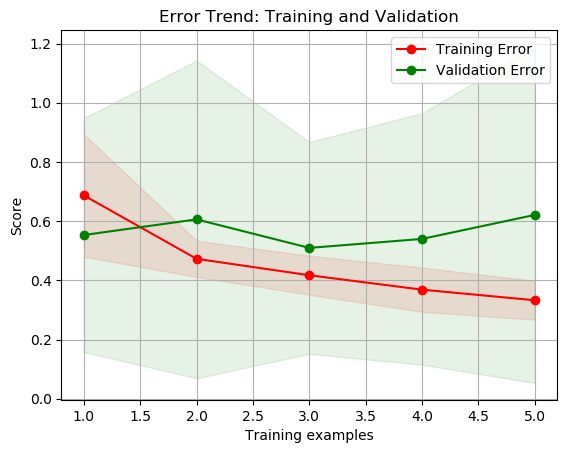 Error Trend: Training and Validation
Training Error
Validation Error
Score
1.2
1.0
0.8
0.6
0.4
0.2
0.0
1.0 1.5 2.0 2.5 3.0 3.5 4.0 4.5 5.0
Training examples